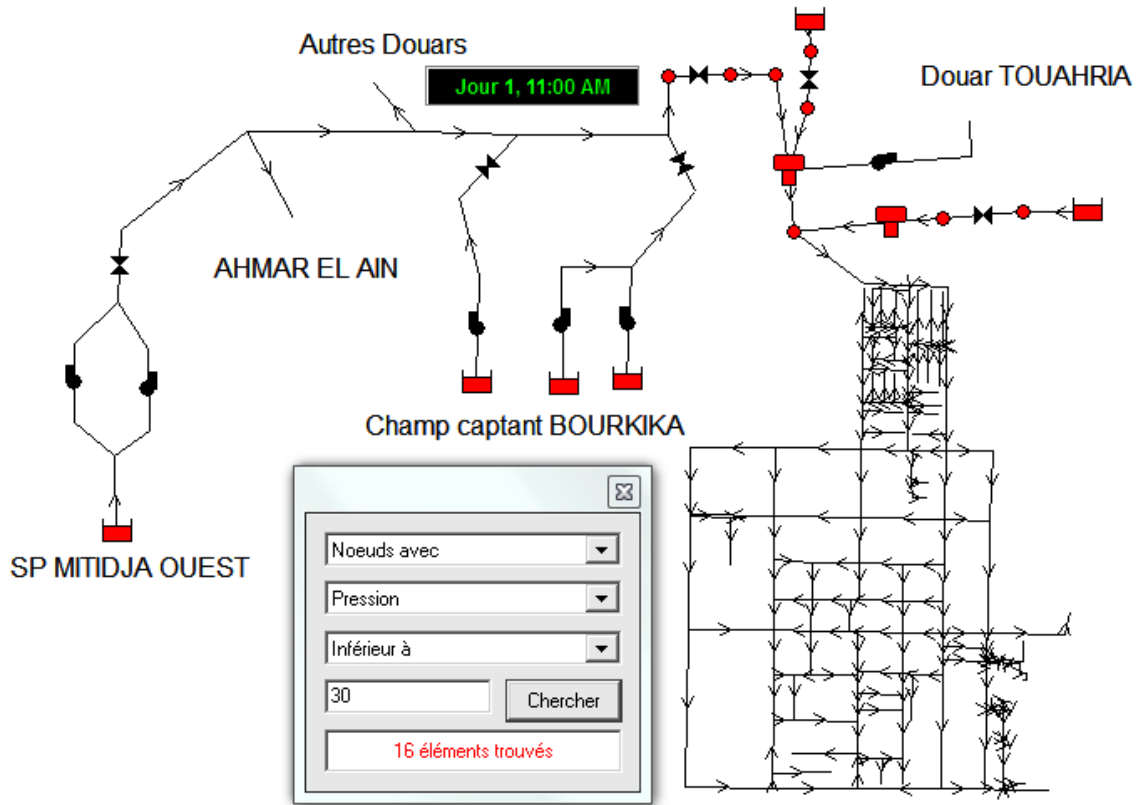 Autres Douars
Jour 1, 11:00 AM
Douar TOUAHRIA
AHMAR EL AIN
Champ captant BOURKIKA
SP MITIDJA OUEST
Noeuds avec
Pression
Inférieur à
30
Chercher
16 éléments trouvés